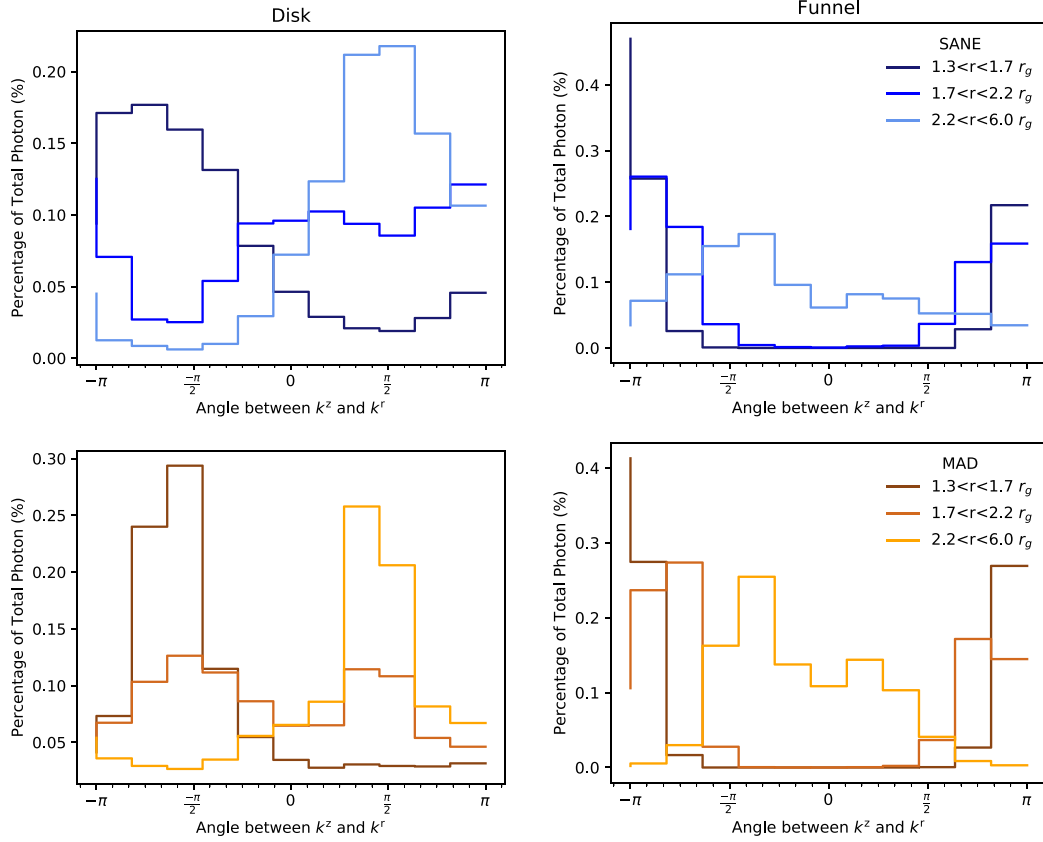 Disk
Percentage of Total Photon (%)
0.20
0.15
0.10
0.05
0.00
−π
−π/2
0
π/2
π
Angle between k^z and k^r
Funnel
Percentage of Total Photon (%)
0.4
0.3
0.2
0.1
0.0
SANE
1.3<r<1.7 r_g
1.7<r<2.2 r_g
2.2<r<6.0 r_g
−π
−π/2
0
π/2
π
Angle between k^z and k^r
Percentage of Total Photon (%)
0.30
0.25
0.20
0.15
0.10
0.05
−π
−π/2
0
π/2
π
Angle between k^z and k^r
Percentage of Total Photon (%)
0.4
0.3
0.2
0.1
0.0
MAD
1.3<r<1.7 r_g
1.7<r<2.2 r_g
2.2<r<6.0 r_g
−π
−π/2
0
π/2
π
Angle between k^z and k^r